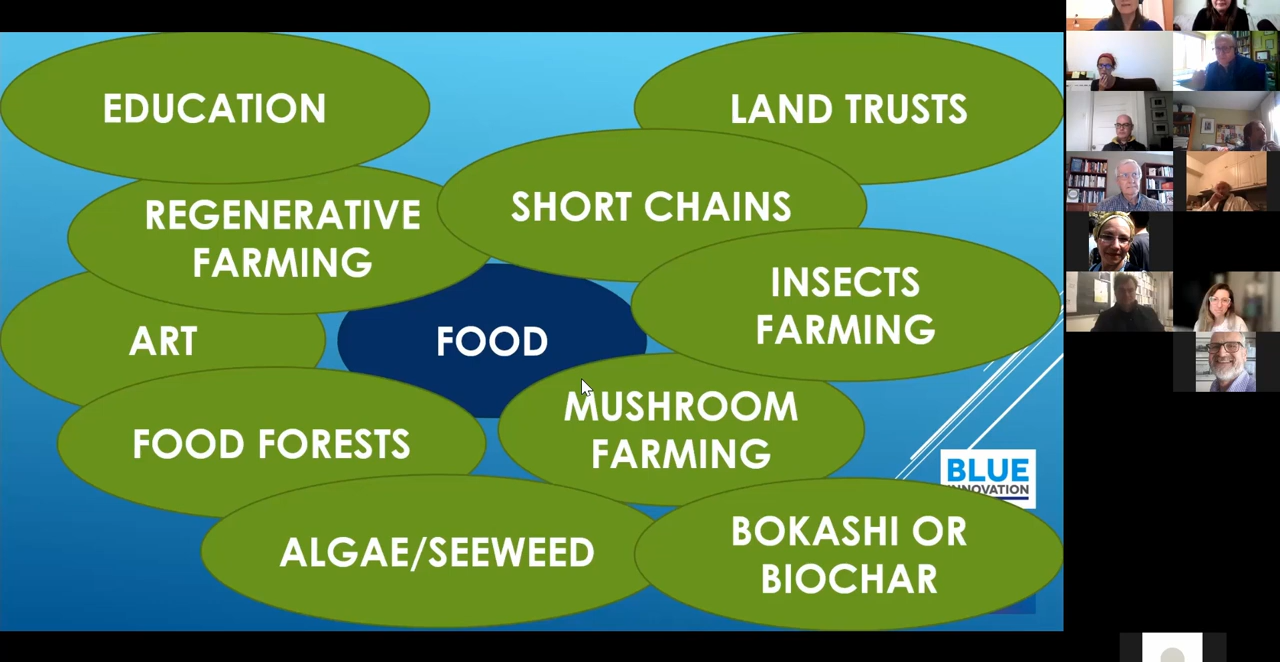 EDUCATION
LAND TRUSTS
REGENERATIVE
FARMING
SHORT CHAINS
INSECTS
FARMING
ART
FOOD
MUSHROOM
FARMING
FOOD FORESTS
BLUE
INNOVATION
ALGAE/SEEWEED
BOKASHI OR
BIOCHAR